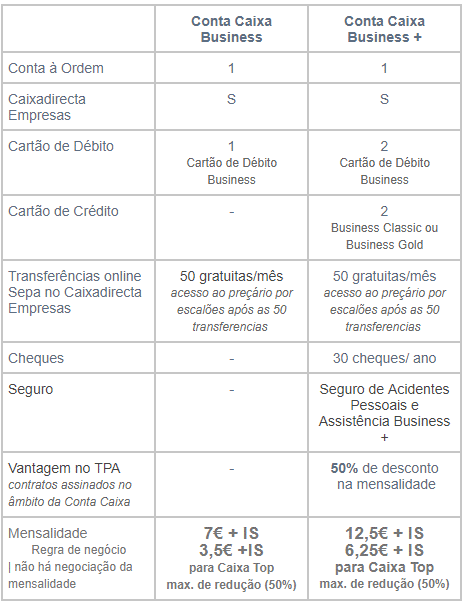 Conta Caixa Business
Conta Caixa Business +
Conta à Ordem
1
1
Caixadirecta
Empresas
S
S
Cartão de Débito
1
Cartão de Débito
Business
2
Cartão de Débito
Business
Cartão de Crédito
-
2
Business Classic ou
Business Gold
Transferências online
Sepa no Caixadirecta
Empresas
50 gratuitas/mês
acesso ao preçário por
escalões após as 50
transferencias
50 gratuitas/mês
acesso ao preçário por
escalões após as 50
transferencias
Cheques
-
30 cheques/ ano
Seguro
-
Seguro de Acidentes
Pessoais e
Assistência Business
+
Vantagem no TPA
contratos assinados no
âmbito da Conta Caixa
-
50% de desconto
na mensalidade
Mensalidade
Regra de negócio
| não há negociação da
mensalidade
7€ + IS
3,5€ +IS
para Caixa Top
max. de redução (50%)
12,5€ + IS
6,25€ + IS
para Caixa Top
max. de redução (50%)